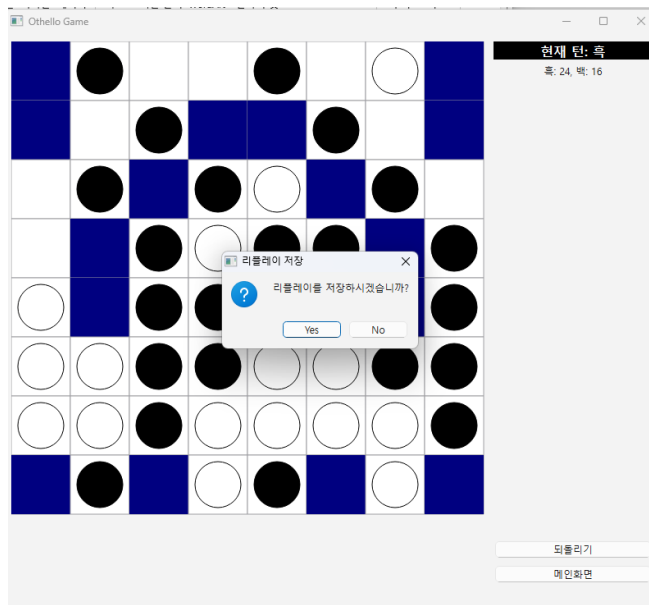 Othello Game
현재 턴: 흑
흑: 24, 백: 16
리플레이 저장
리플레이를 저장하시겠습니까?
Yes
No
되돌리기
메인화면